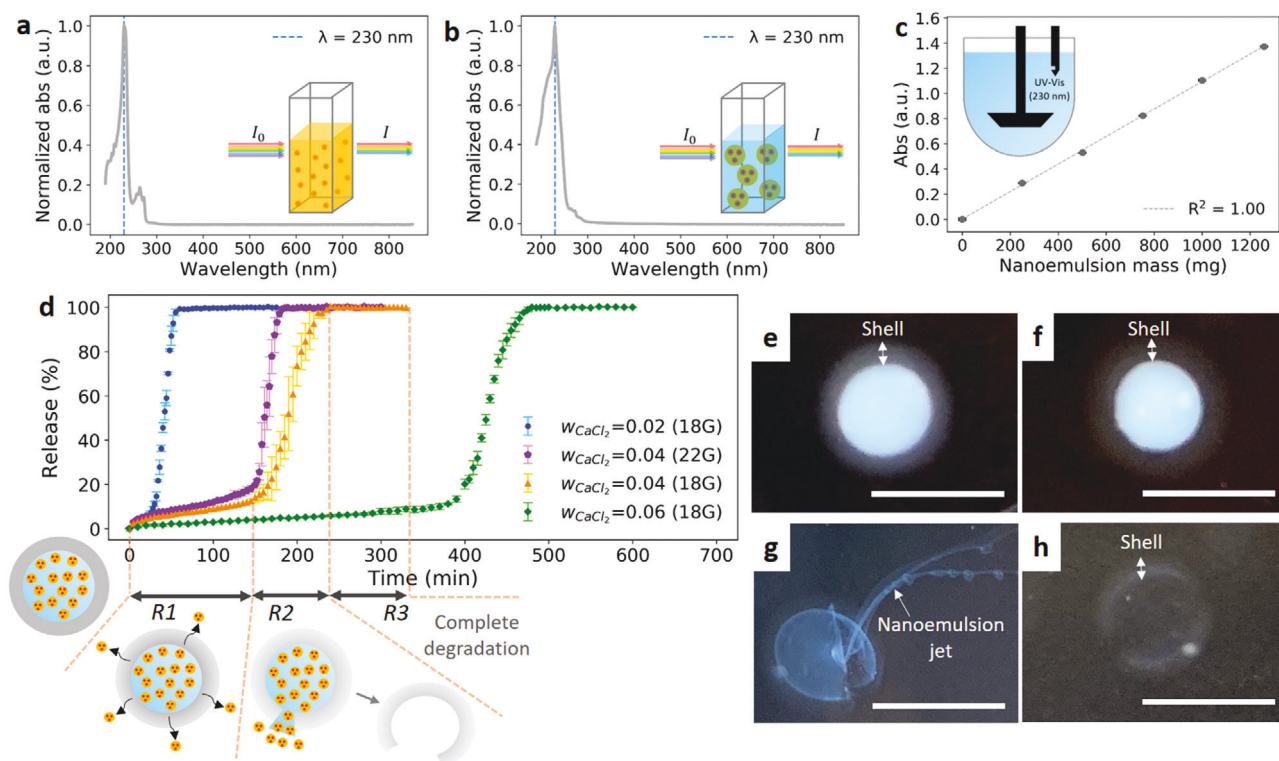 a
Normalized abs (a.u.)
1.0
0.8
0.6
0.4
0.2
0.0
λ = 230 nm
I₀
I
200 300 400 500 600 700 800
Wavelength (nm)
b
Normalized abs (a.u.)
1.0
0.8
0.6
0.4
0.2
0.0
λ = 230 nm
I₀
I
200 300 400 500 600 700 800
Wavelength (nm)
c
Abs (a.u.)
1.6
1.4
1.2
1.0
0.8
0.6
0.4
0.2
0.0
UV-Vis
(230 nm)
R² = 1.00
0 200 400 600 800 1000 1200
Nanoemulsion mass (mg)
d
Release (%)
100
80
60
40
20
0
w_CaCl₂=0.02 (18G)
w_CaCl₂=0.04 (22G)
w_CaCl₂=0.04 (18G)
w_CaCl₂=0.06 (18G)
0 100 200 300 400 500 600 700
Time (min)
R1 R2 R3
Complete
degradation
e
Shell
f
Shell
g
Nanoemulsion
jet
h
Shell